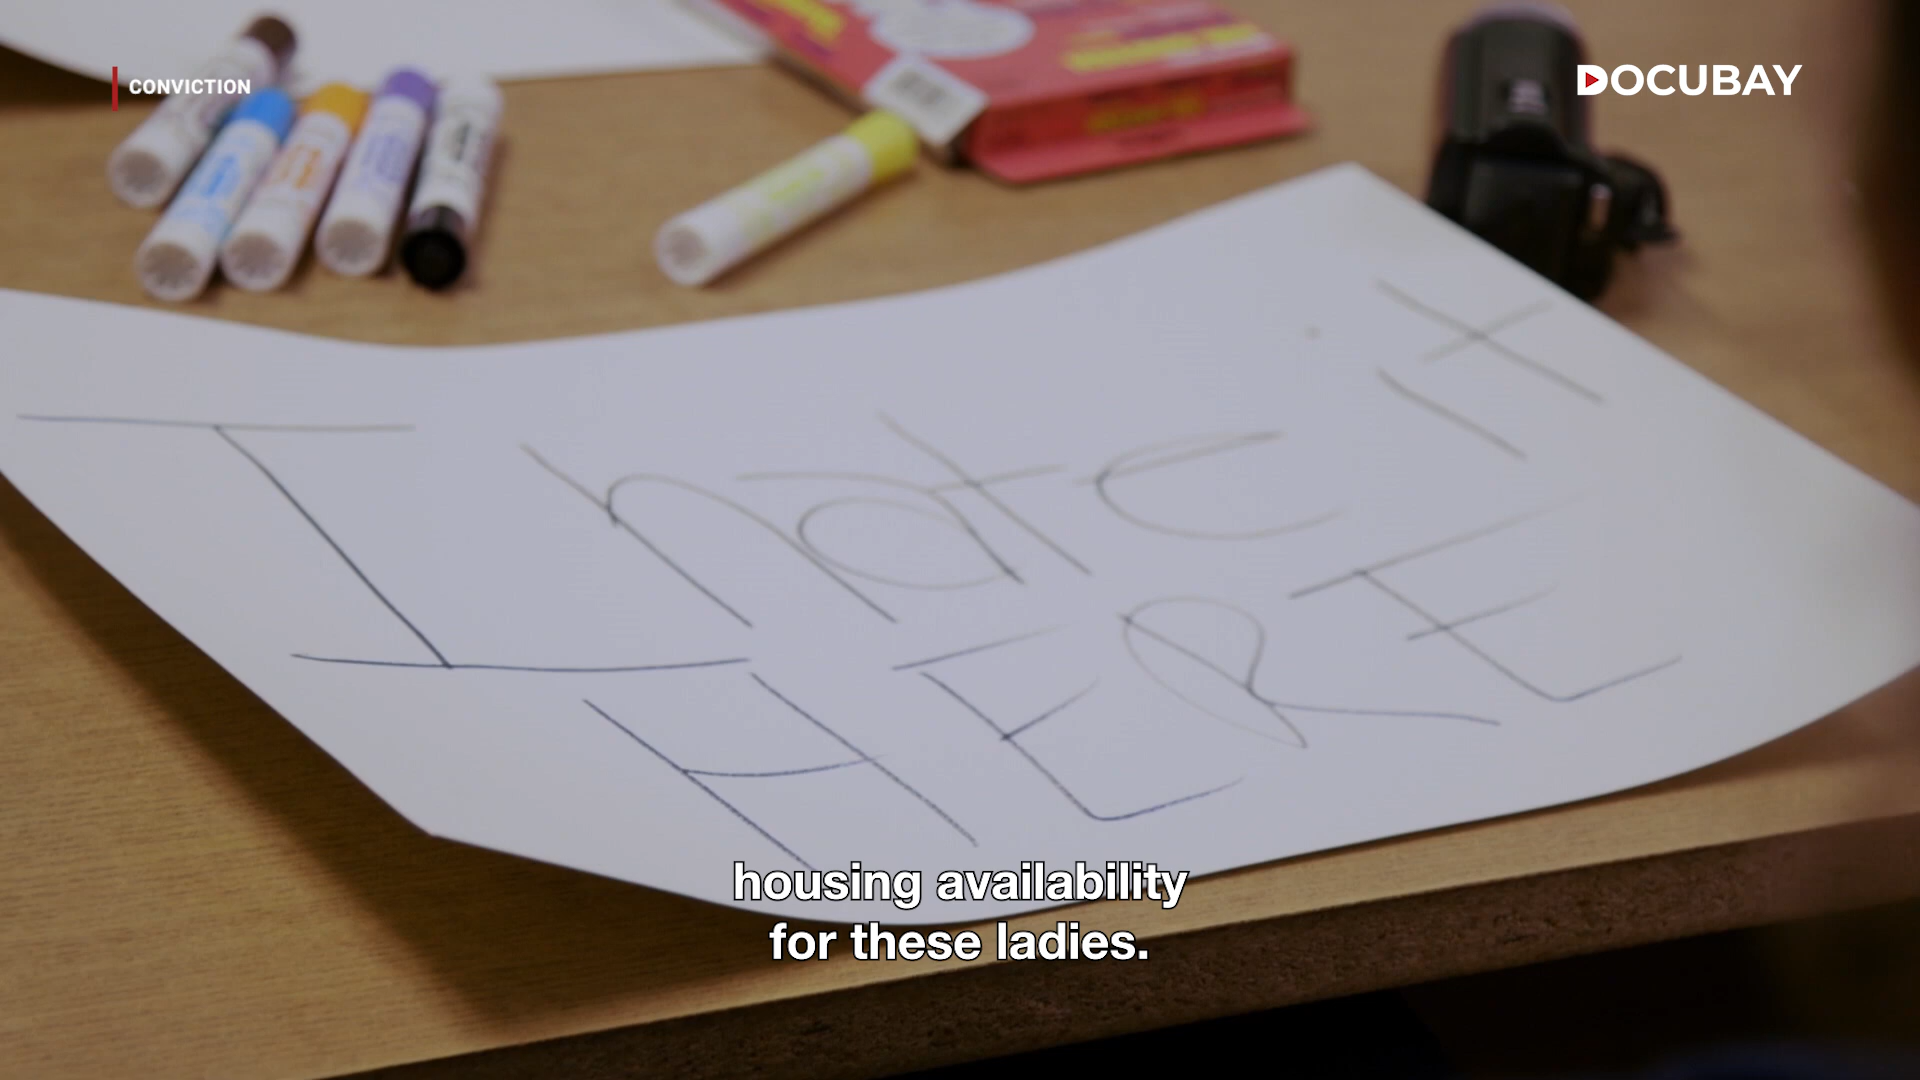 CONVICTION
DOCUBAY
I hate it
HERE
housing availability
for these ladies.